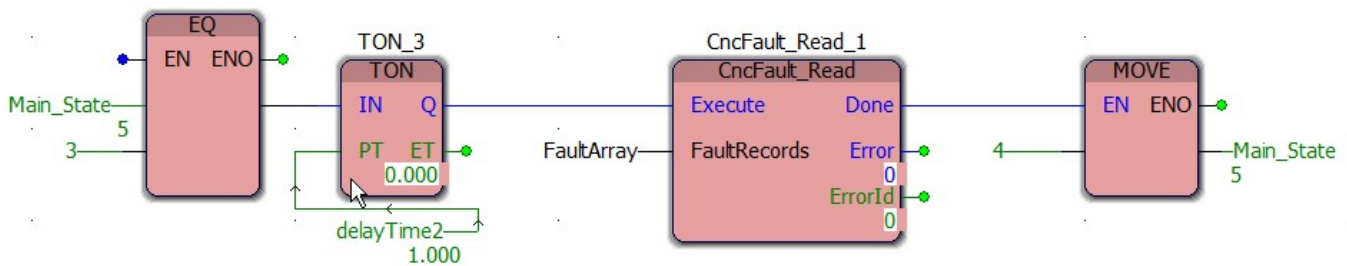 EQ
EN ENO
Main_State
5
3
TON_3
TON
IN Q
PT ET
0.000
delayTime2
1.000
CncFault_Read_1
CncFault_Read
Execute Done
FaultArray FaultRecords Error
0
ErrorId
0
MOVE
EN ENO
4 Main_State
5